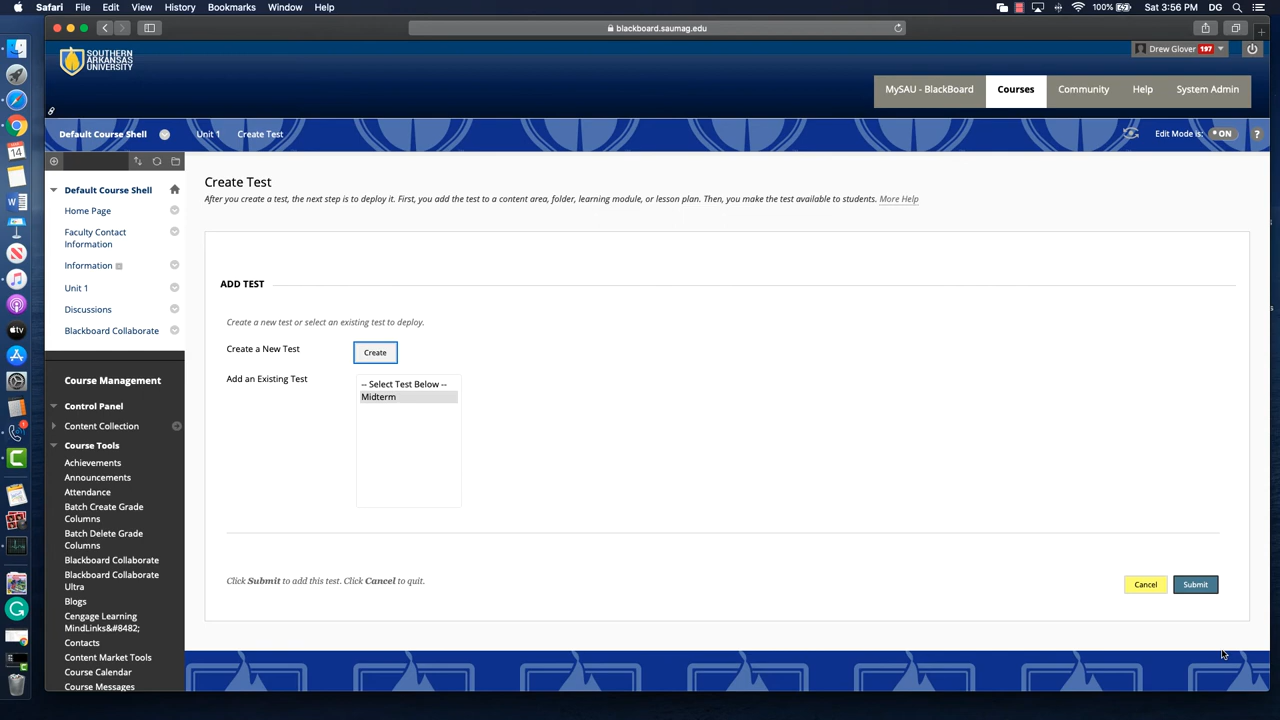 Safari File Edit View History Bookmarks Window Help
100% Sat 3:56 PM DG
blackboard.saumag.edu
SOUTHERN
ARKANSAS
UNIVERSITY
Drew Glover 197
MySAU - BlackBoard Courses Community Help System Admin
Default Course Shell Unit 1 Create Test Edit Mode is: ON ?
Default Course Shell
Home Page
Faculty Contact
Information
Information
Unit 1
Discussions
Blackboard Collaborate
Course Management
Control Panel
Content Collection
Course Tools
Achievements
Announcements
Attendance
Batch Create Grade
Columns
Batch Delete Grade
Columns
Blackboard Collaborate
Blackboard Collaborate
Ultra
Blogs
Cengage Learning
MindLinks&#8482;
Contacts
Content Market Tools
Course Calendar
Course Messages
Create Test
After you create a test, the next step is to deploy it. First, you add the test to a content area, folder, learning module, or lesson plan. Then, you make the test available to students. More Help
ADD TEST
Create a new test or select an existing test to deploy.
Create a New Test Create
Add an Existing Test
-- Select Test Below --
Midterm
Click Submit to add this test. Click Cancel to quit.
Cancel Submit
14
tv